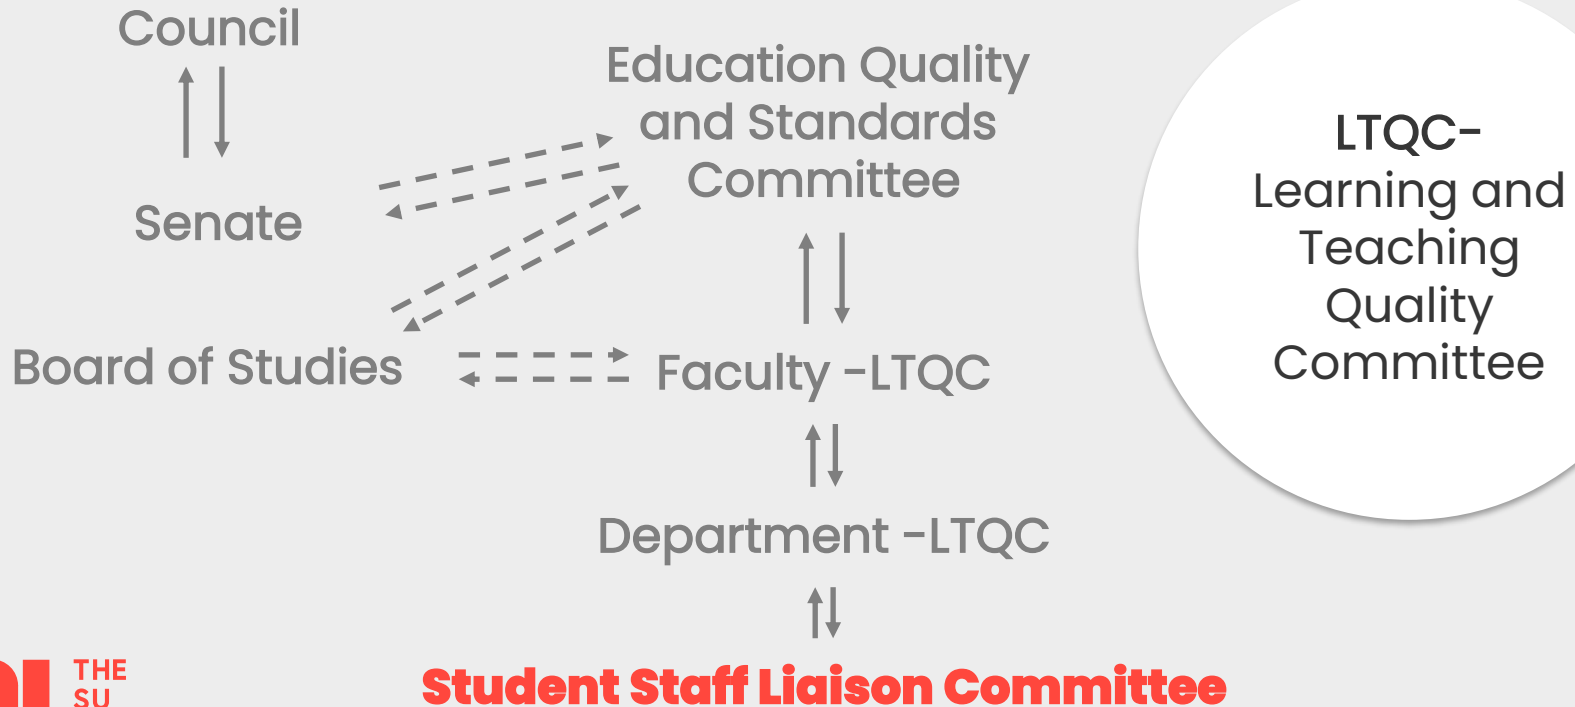 Council
Education Quality
and Standards
Committee
Senate
Board of Studies
Faculty -LTQC
Department -LTQC
Student Staff Liaison Committee
LTQC-
Learning and
Teaching
Quality
Committee
THE
SU